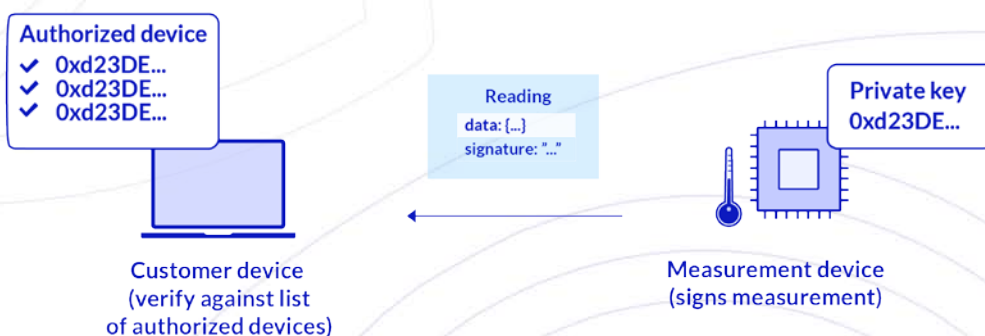 Authorized device
0xd23DE...
0xd23DE...
0xd23DE...
Reading
data: {...}
signature: "..."
Private key
0xd23DE...
Customer device
(verify against list
of authorized devices)
Measurement device
(signs measurement)